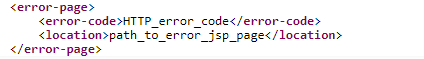 <error-page>
<error-code>HTTP_error_code</error-code>
<location>path_to_error_jsp_page</location>
</error-page>